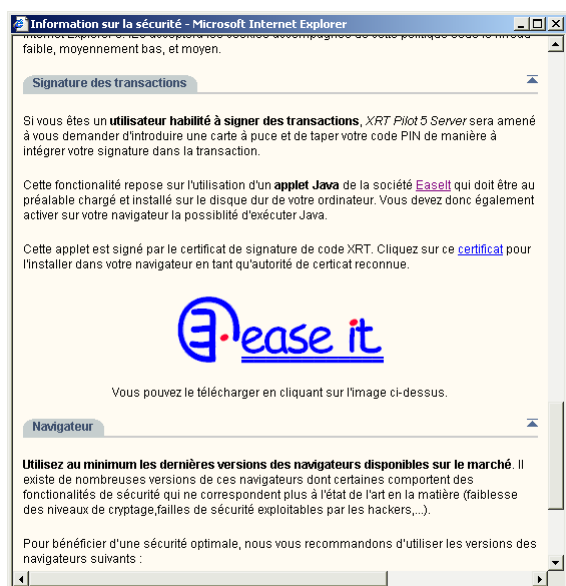 Information sur la sécurité - Microsoft Internet Explorer
faible, moyennement bas, et moyen.
Signature des transactions
Si vous êtes un utilisateur habilité à signer des transactions, XRT Pilot 5 Server sera amené
à vous demander d'introduire une carte à puce et de taper votre code PIN de manière à
intégrer votre signature dans la transaction.
Cette fonctionalité repose sur l'utilisation d'un applet Java de la société EaseIt qui doit être au
préalable chargé et installé sur le disque dur de votre ordinateur. Vous devez donc également
activer sur votre navigateur la possiblité d'exécuter Java.
Cette applet est signé par le certificat de signature de code XRT. Cliquez sur ce certificat pour
l'installer dans votre navigateur en tant qu'autorité de certicat reconnue.
ease it
Vous pouvez le télécharger en cliquant sur l'image ci-dessus.
Navigateur
Utilisez au minimum les dernières versions des navigateurs disponibles sur le marché. Il
existe de nombreuses versions de ces navigateurs dont certaines comportent des
fonctionalités de sécurité qui ne correspondent plus à l'état de l'art en la matière (faiblesse
des niveaux de cryptage,failles de sécurité exploitables par les hackers,...).
Pour bénéficier d'une sécurité optimale, nous vous recommandons d'utiliser les versions des
navigateurs suivants :